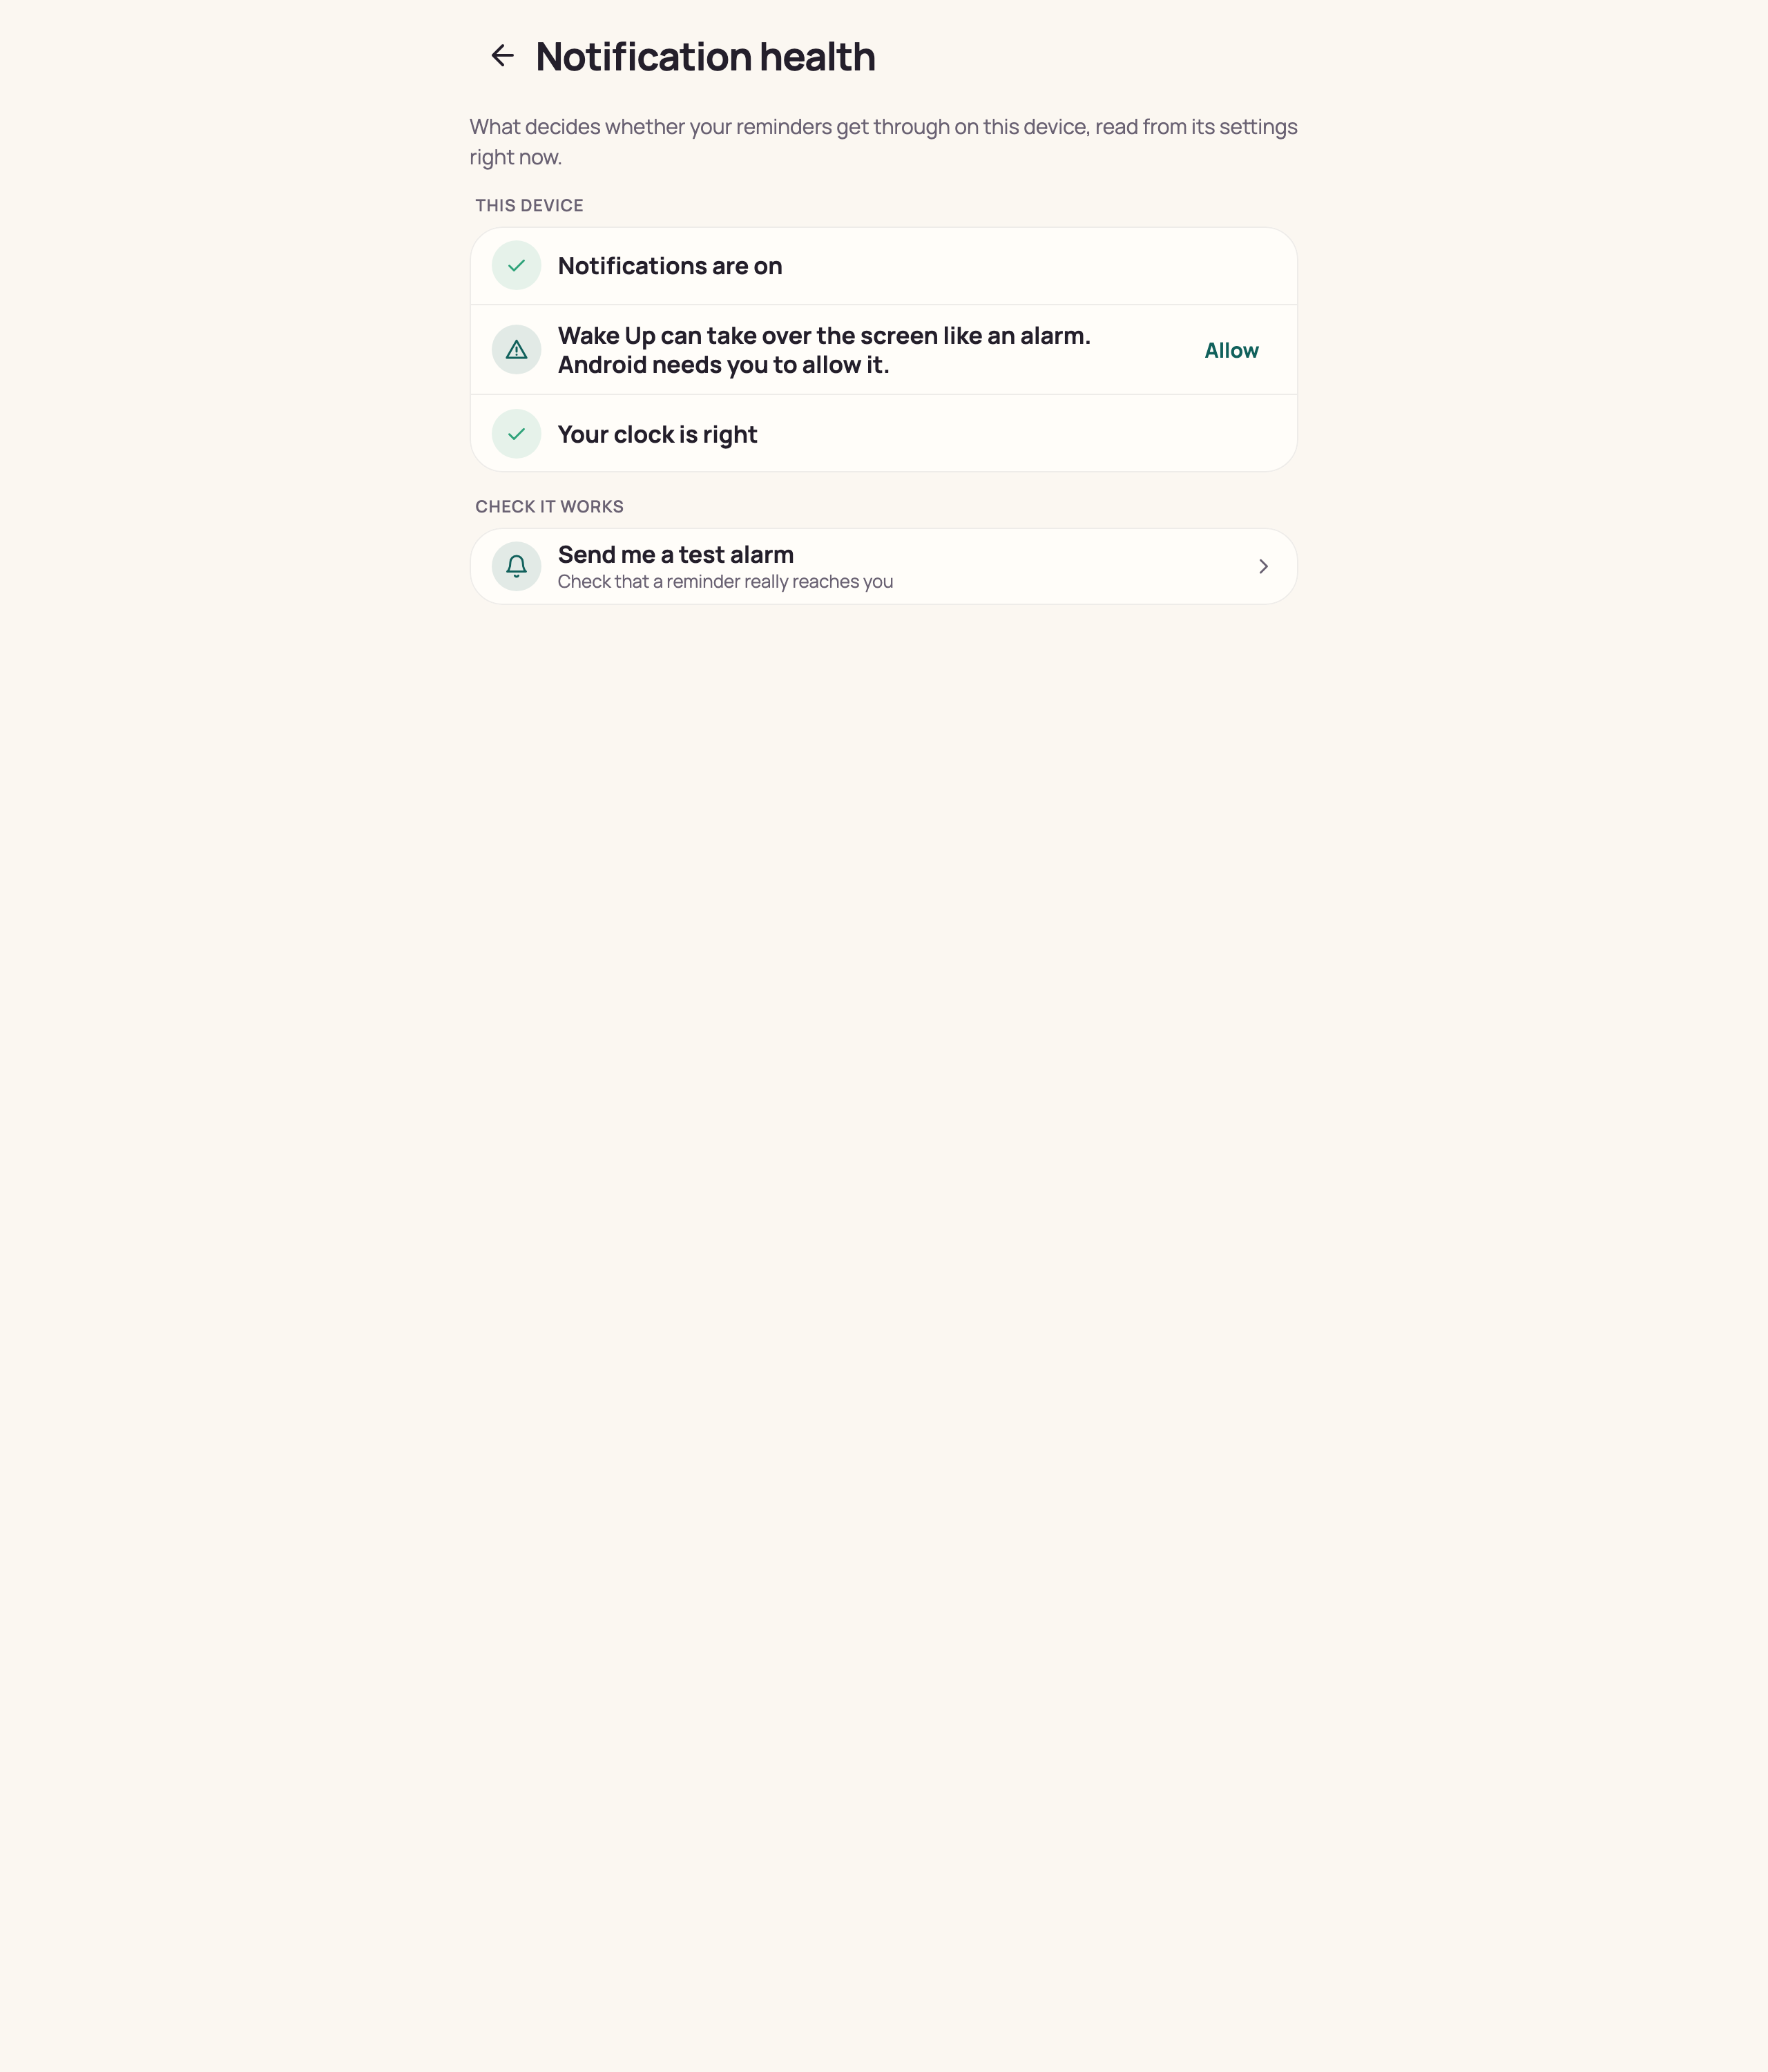 Notification health
What decides whether your reminders get through on this device, read from its settings
right now.
THIS DEVICE
Notifications are on
Wake Up can take over the screen like an alarm.
Android needs you to allow it.
Allow
Your clock is right
CHECK IT WORKS
Send me a test alarm
Check that a reminder really reaches you